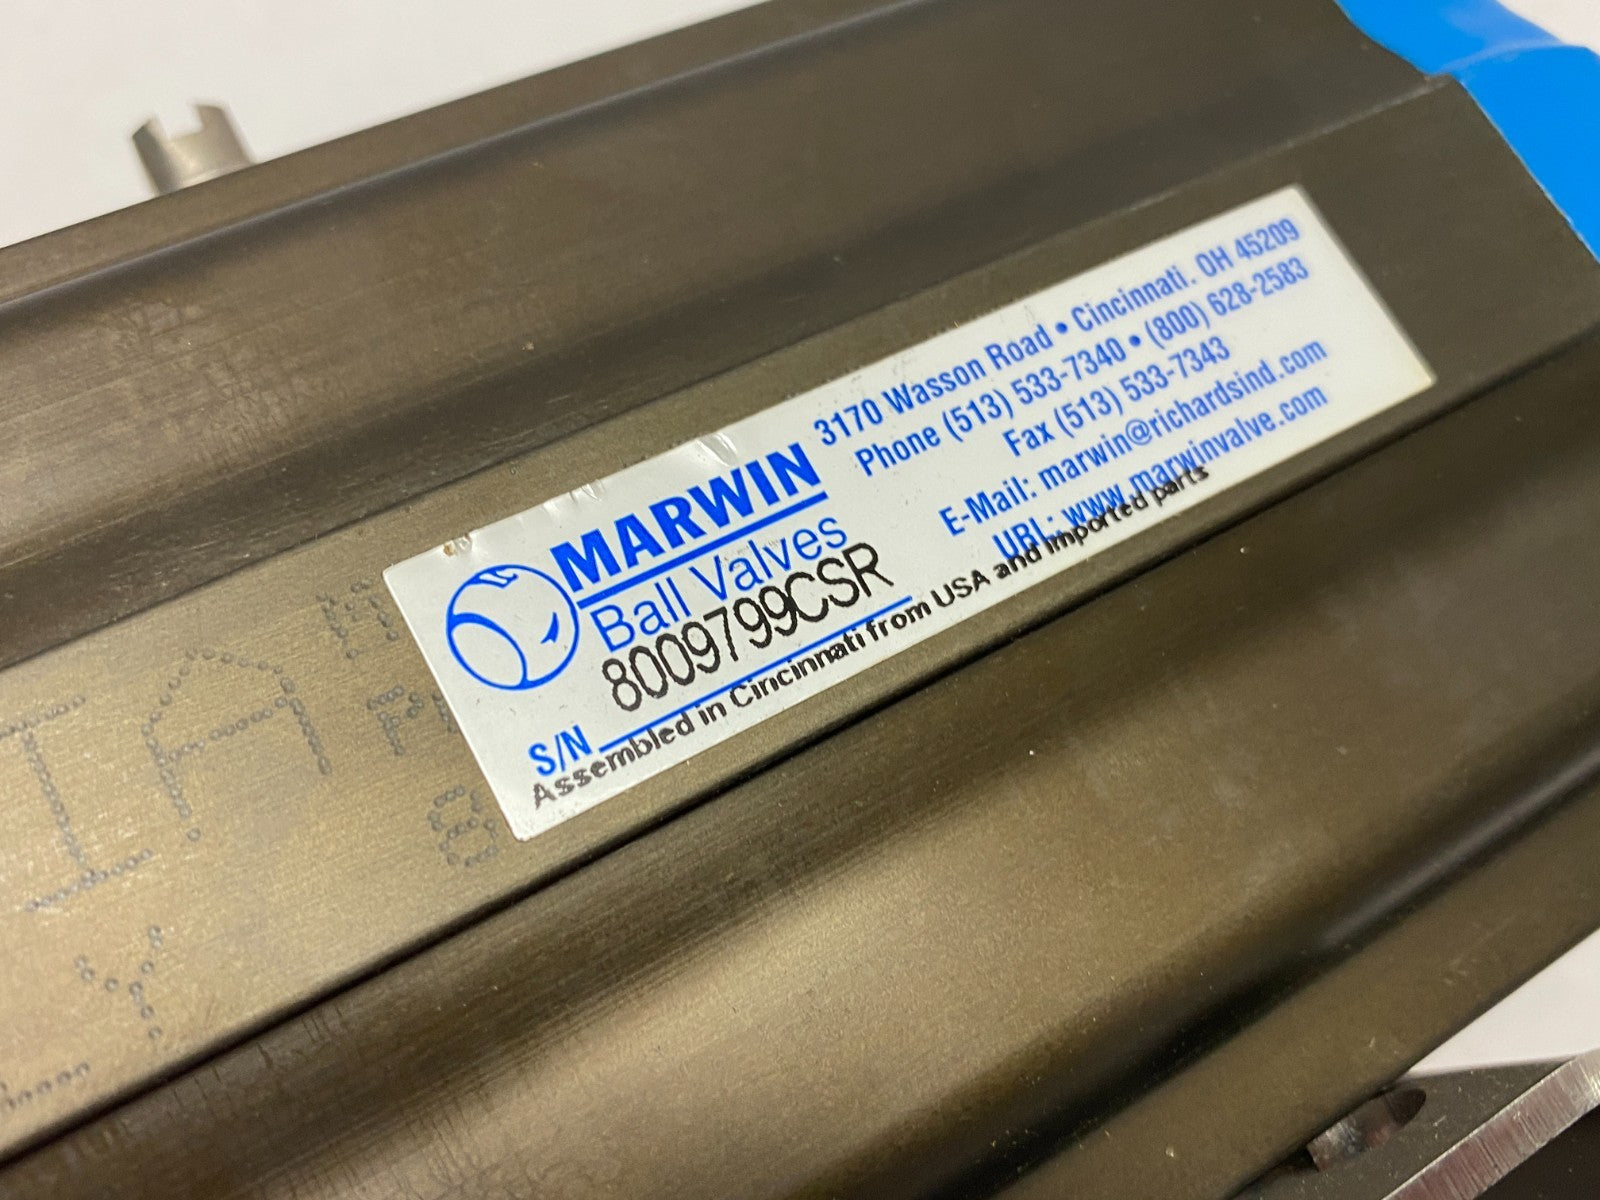 MARWIN
Ball Valves
8009799CSR
S/N
Assembled in Cincinnati from USA and imported parts
3170 Wasson Road • Cincinnati. OH 45209
Phone (513) 533-7340 • (800) 628-2583
Fax (513) 533-7343
E-Mail: marwin@richardsind.com
URL: www.marwinvalve.com